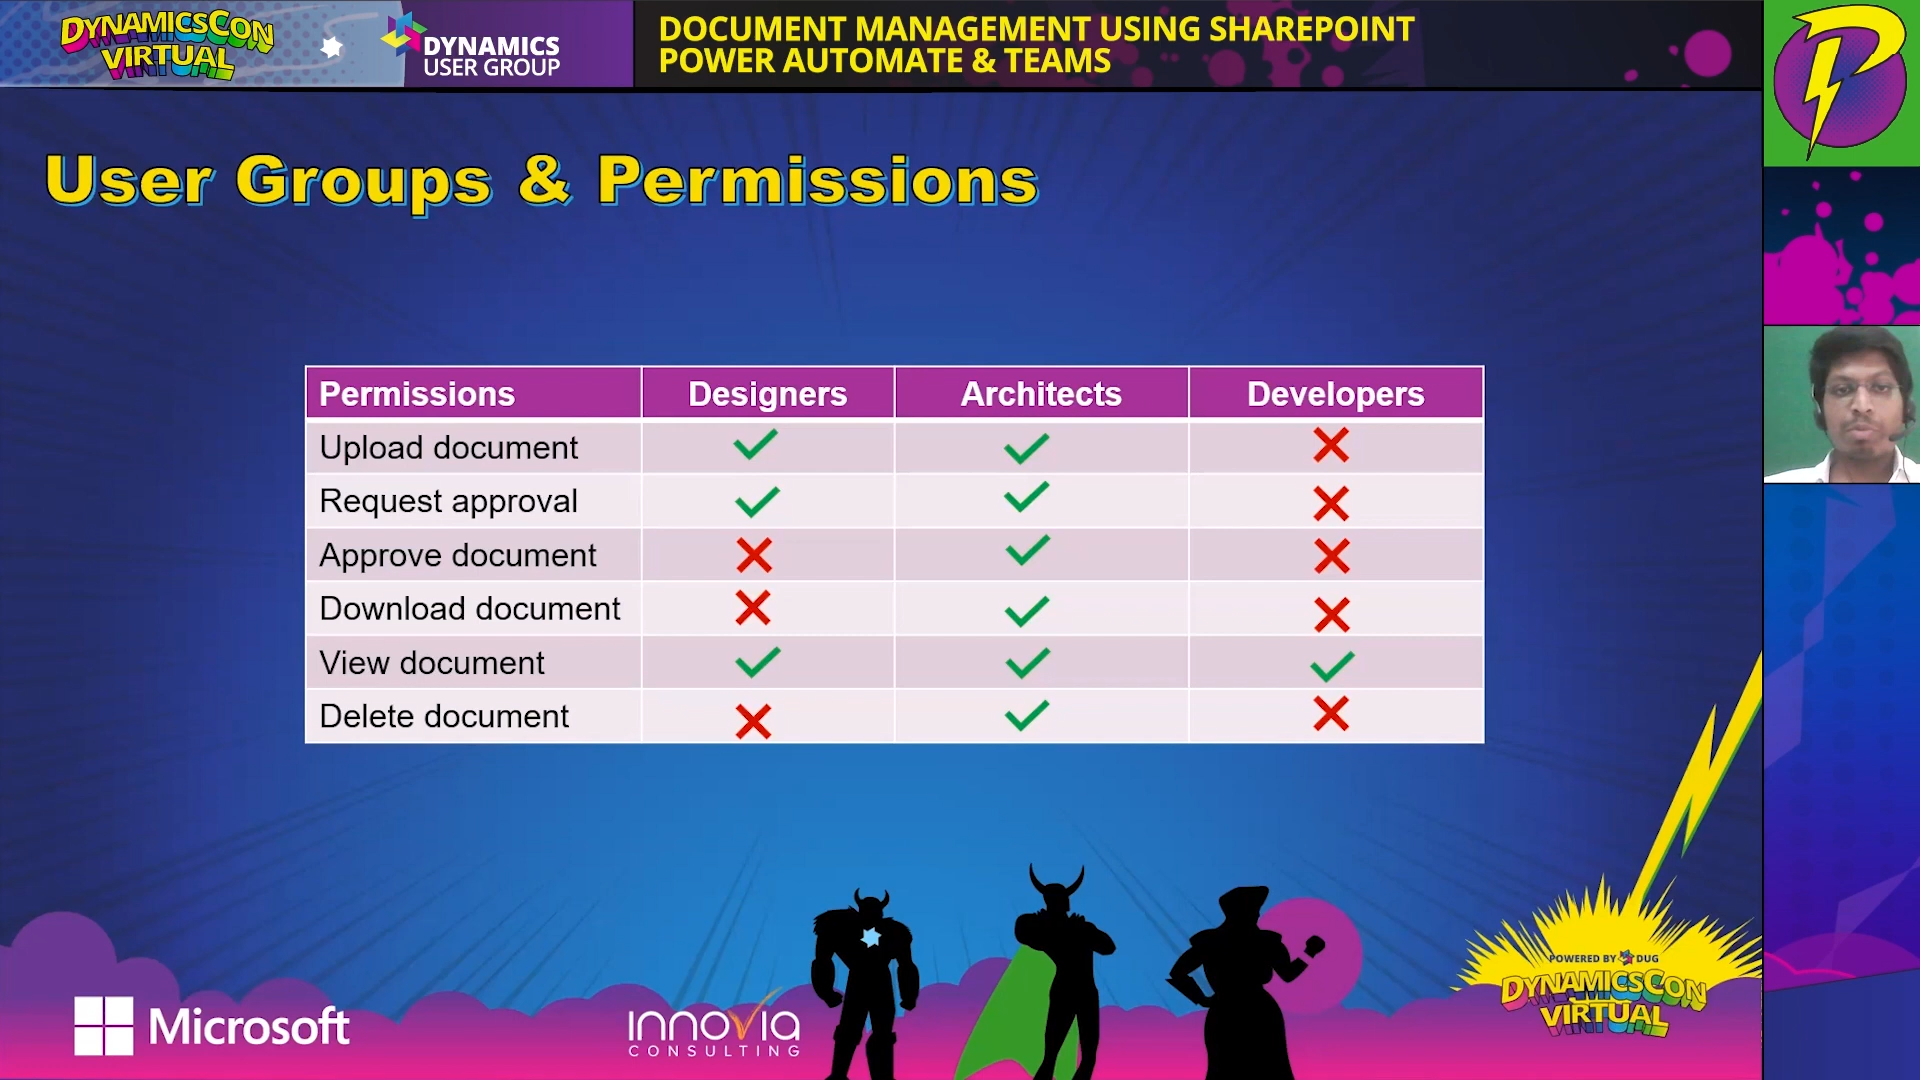 DYNAMICSCON
VIRTUAL
DYNAMICS
USER GROUP
DOCUMENT MANAGEMENT USING SHAREPOINT
POWER AUTOMATE & TEAMS
P
User Groups & Permissions
Permissions Designers Architects Developers
Upload document ✓ ✓ ✗
Request approval ✓ ✓ ✗
Approve document ✗ ✓ ✗
Download document ✗ ✓ ✗
View document ✓ ✓ ✓
Delete document ✗ ✓ ✗
Microsoft
innovia
CONSULTING
POWERED BY DUG
DYNAMICSCON
VIRTUAL